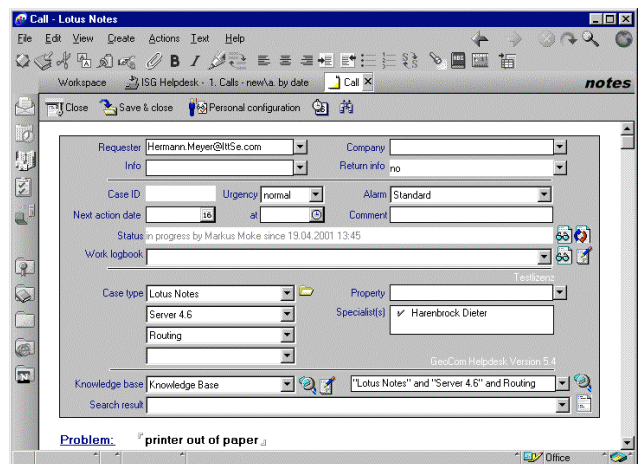 Call - Lotus Notes
File Edit View Create Actions Text Help
Workspace ISG Helpdesk - 1. Calls - new\a. by date Call notes
Close Save & close Personal configuration
Requester Hermann.Meyer@IttSe.com Company
Info Return info no
Case ID Urgency normal Alarm Standard
Next action date 16 at Comment
Status in progress by Markus Moke since 19.04.2001 13:45
Work logbook
Testlizenz
Case type Lotus Notes Property
Server 4.6 Specialist(s) Harenbrock Dieter
Routing
GeoCom Helpdesk Version 5.4
Knowledge base Knowledge Base "Lotus Notes" and "Server 4.6" and Routing
Search result
Problem: printer out of paper
Office